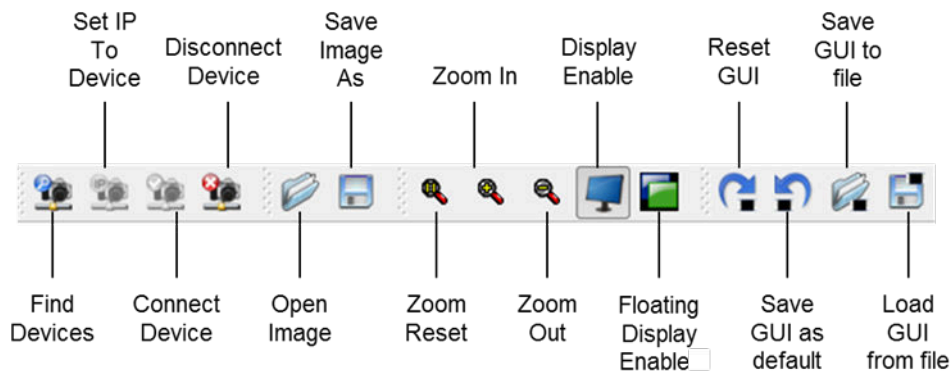 Set IP
To
Device
Disconnect
Device
Save
Image
As
Zoom In
Display
Enable
Reset
GUI
Save
GUI to
file
Find
Devices
Connect
Device
Open
Image
Zoom
Reset
Zoom
Out
Floating
Display
Enable
Save
GUI as
default
Load
GUI
from file